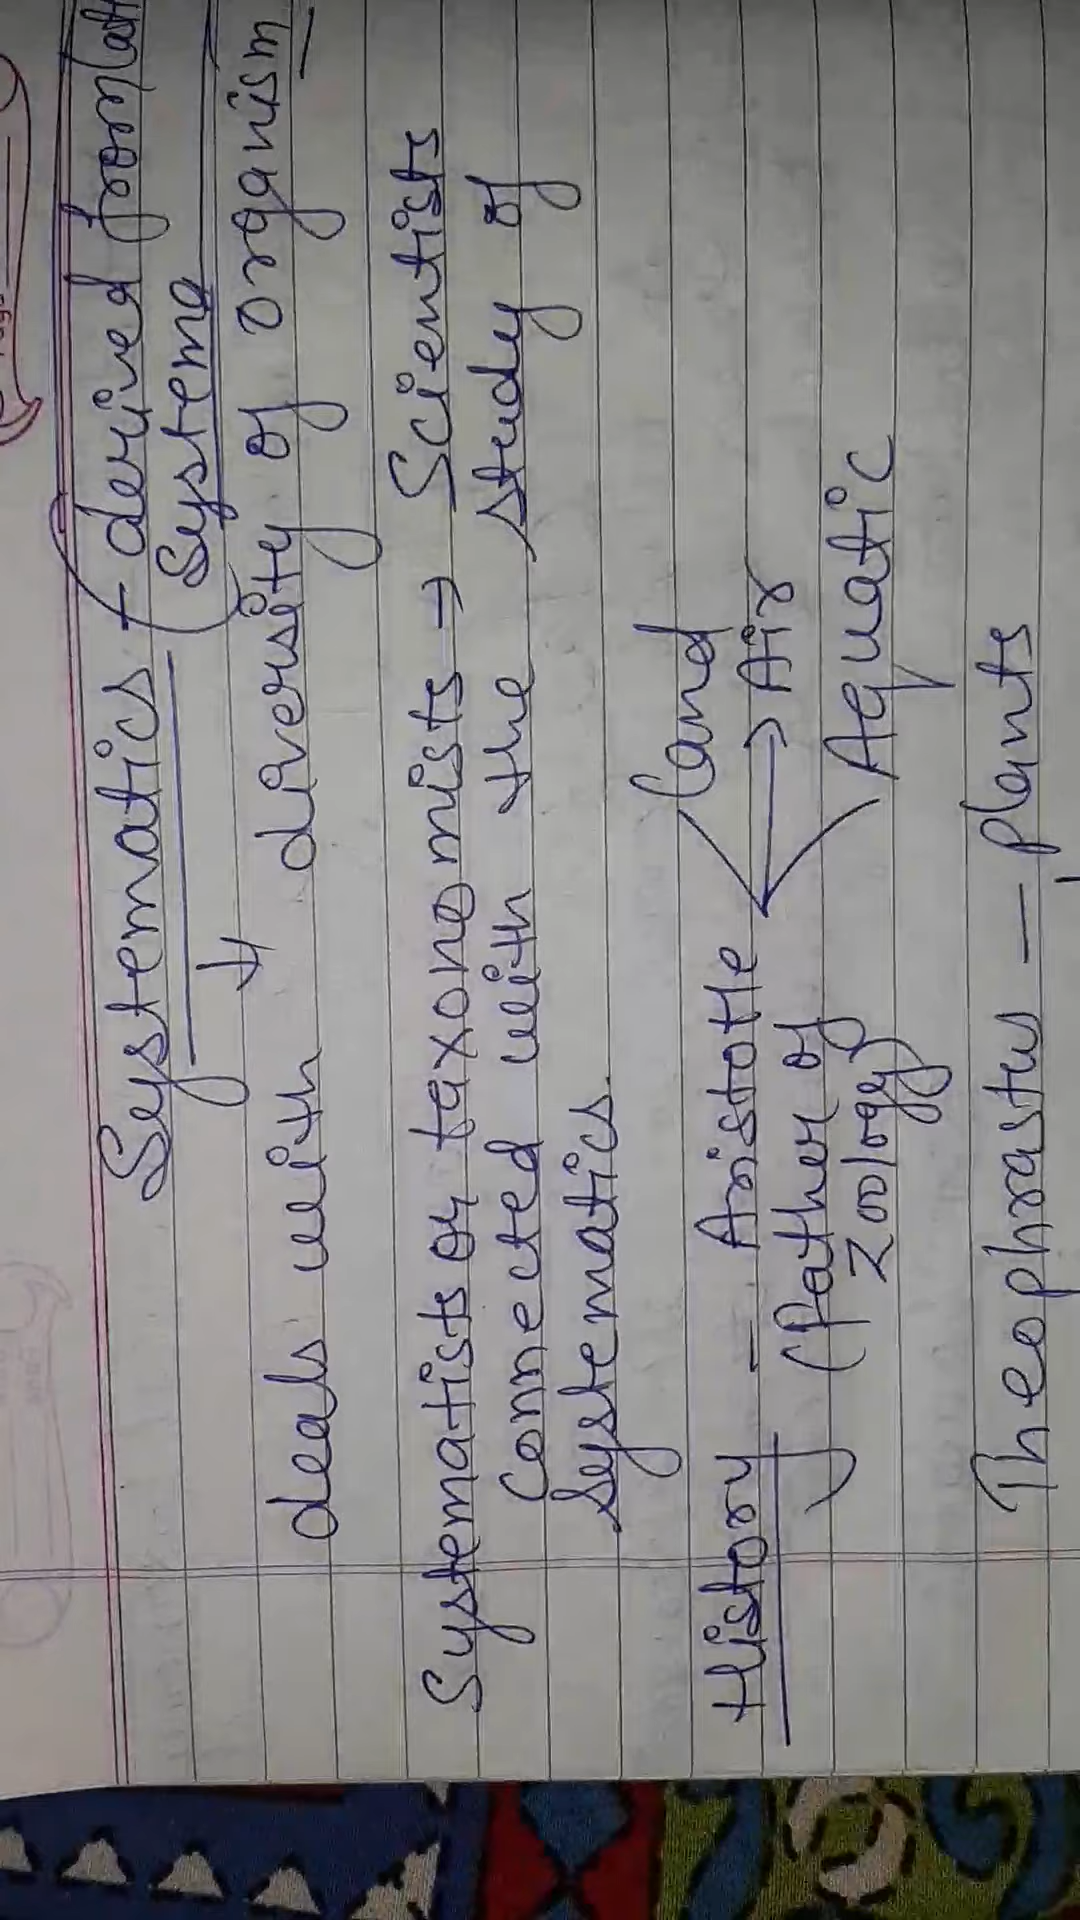 Systematics (- derived from
Systema)
↓
deals with diversity of organism
Systematists or taxonomists → Scientists
Connected with the study of
Systematics.
Land
History - Aristotle → Air
(Father of Aquatic
Zoology)
Theophrastus — plants